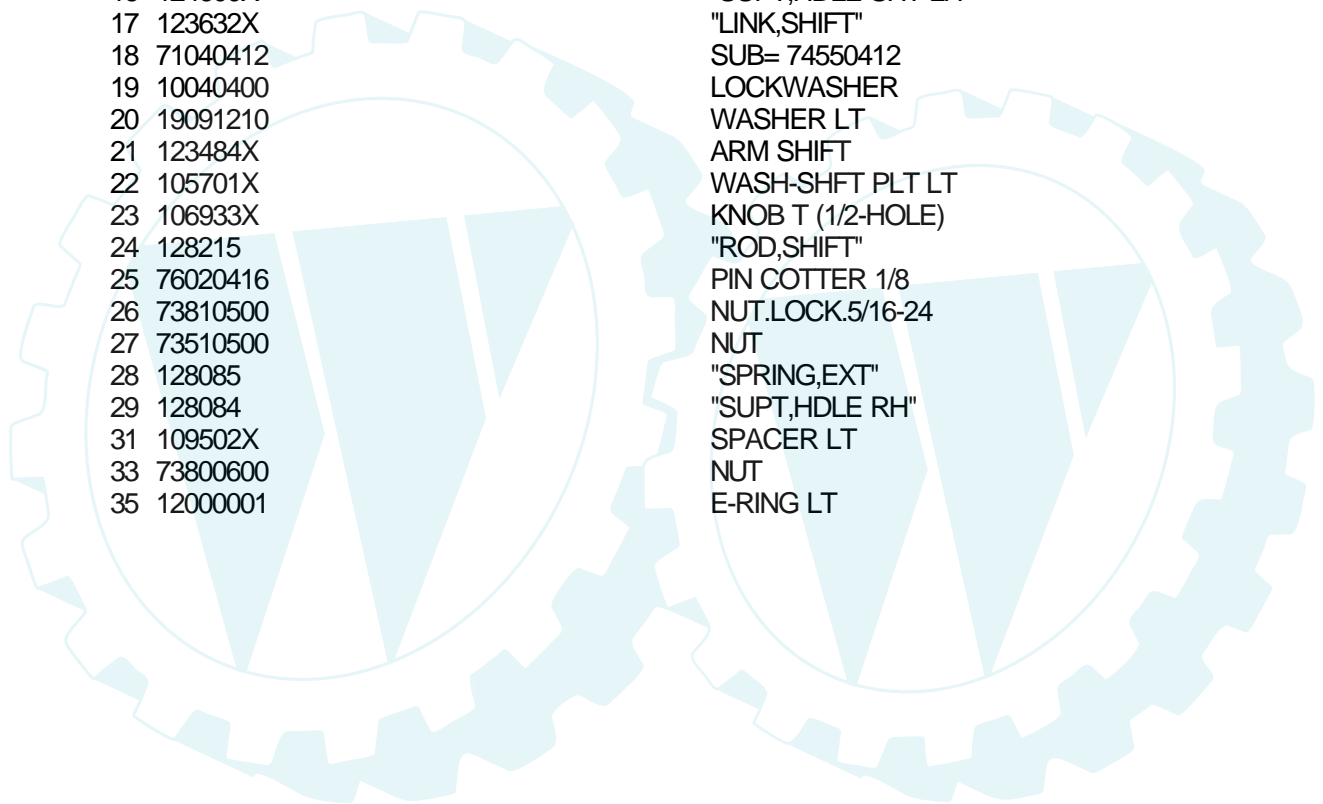 17 123632X "LINK,SHIFT"
18 71040412 SUB= 74550412
19 10040400 LOCKWASHER
20 19091210 WASHER LT
21 123484X ARM SHIFT
22 105701X WASH-SHFT PLT LT
23 106933X KNOB T (1/2-HOLE)
24 128215 "ROD,SHIFT"
25 76020416 PIN COTTER 1/8
26 73810500 NUT.LOCK.5/16-24
27 73510500 NUT
28 128085 "SPRING,EXT"
29 128084 "SUPT,HDLE RH"
31 109502X SPACER LT
33 73800600 NUT
35 12000001 E-RING LT